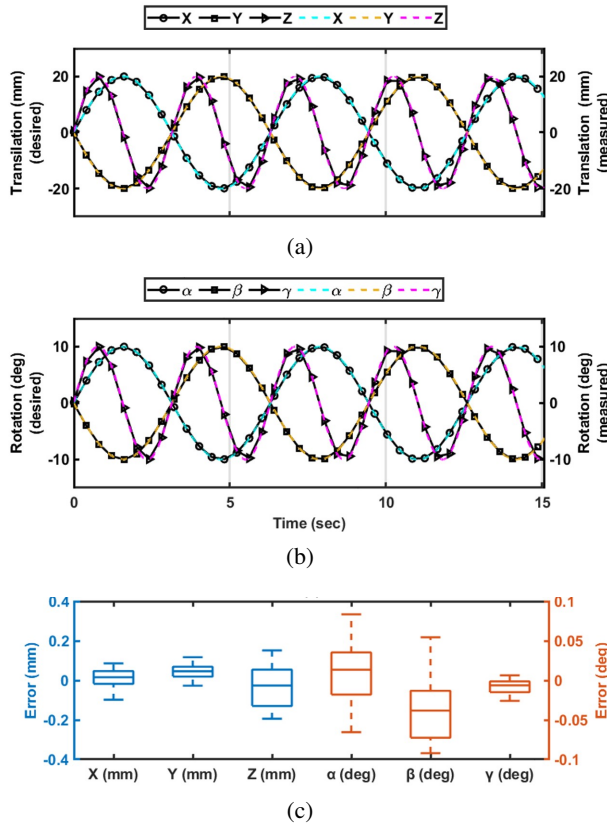 X Y Z X Y Z
Transilation (mm)
(desired)
20
0
-20
Translation (mm)
(measured)
20
0
-20
(a)
α β γ α β γ
Rotation (deg)
(desired)
10
0
-10
Rotation (deg)
(measured)
10
0
-10
0 5 10 15
Time (sec)
(b)
Error (mm)
0.4
0.2
0
-0.2
-0.4
Error (deg)
0.1
0.05
0
-0.05
-0.1
X (mm) Y (mm) Z (mm) α (deg) β (deg) γ (deg)
(c)